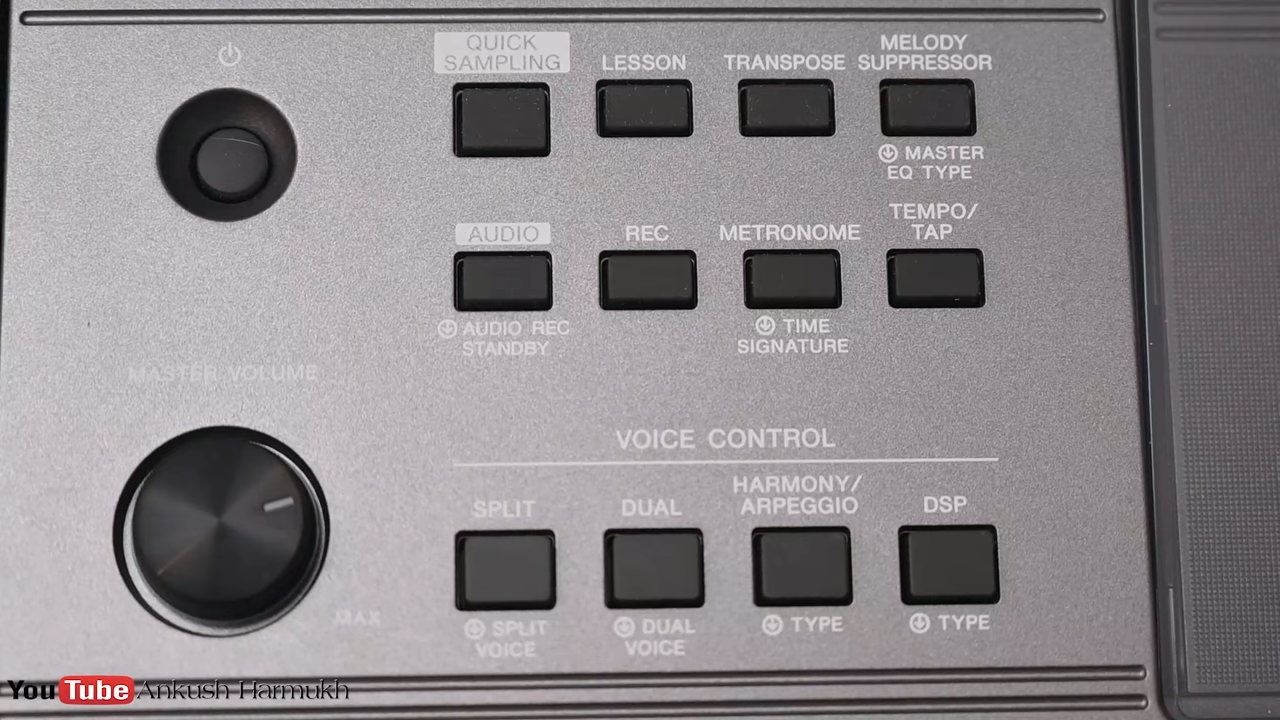 QUICK
SAMPLING
LESSON
TRANSPOSE
MELODY
SUPPRESSOR
MASTER
EQ TYPE
AUDIO
REC
METRONOME
TEMPO/
TAP
AUDIO REC
STANDBY
TIME
SIGNATURE
MASTER VOLUME
MAX
VOICE CONTROL
SPLIT
DUAL
HARMONY/
ARPEGGIO
DSP
SPLIT
VOICE
DUAL
VOICE
TYPE
TYPE
YouTube Ankush Harmukh